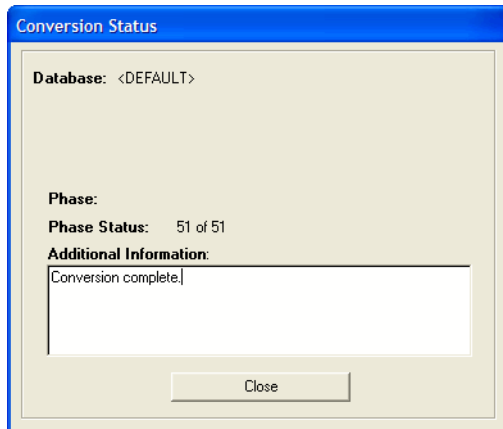 Conversion Status
Database: <DEFAULT>
Phase:
Phase Status: 51 of 51
Additional Information:
Conversion complete.
Close